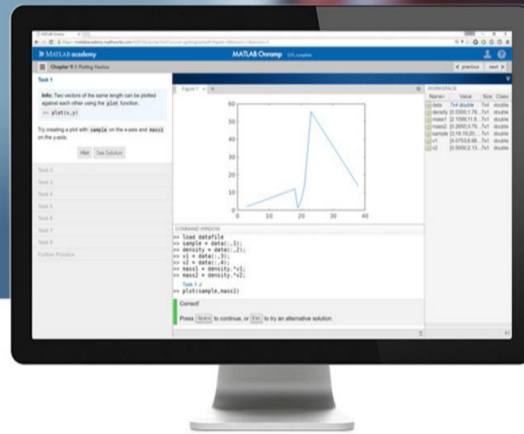 MATLAB academy
MATLAB Onramp
Chapter 9.1 Plotting Vectors
previous
next
Task 1
Info: Two vectors of the same length can be plotted
against each other using the plot function.
>> plot(x,y)
Try creating a plot with sample on the x-axis and mass1
on the y-axis.
Hint See Solution
Task 2
Task 3
Task 4
Task 5
Task 6
Task 7
Task 8
Further Practice
Figure 1
60
50
40
30
20
10
0
0 10 20 30 40
COMMAND WINDOW
>> load datafile
>> sample = data(:,1);
>> density = data(:,2);
>> v1 = data(:,3);
>> v2 = data(:,4);
>> mass1 = density.*v1;
>> mass2 = density.*v2;
Task 1
>> plot(sample,mass1)
Correct!
Press Space to continue, or Esc to try an alternative solution.
WORKSPACE
Name Value Size Class
data 7x4 double 7x4 double
density 7x1 double
mass1 7x1 double
mass2 7x1 double
sample 7x1 double
v1 7x1 double
v2 7x1 double